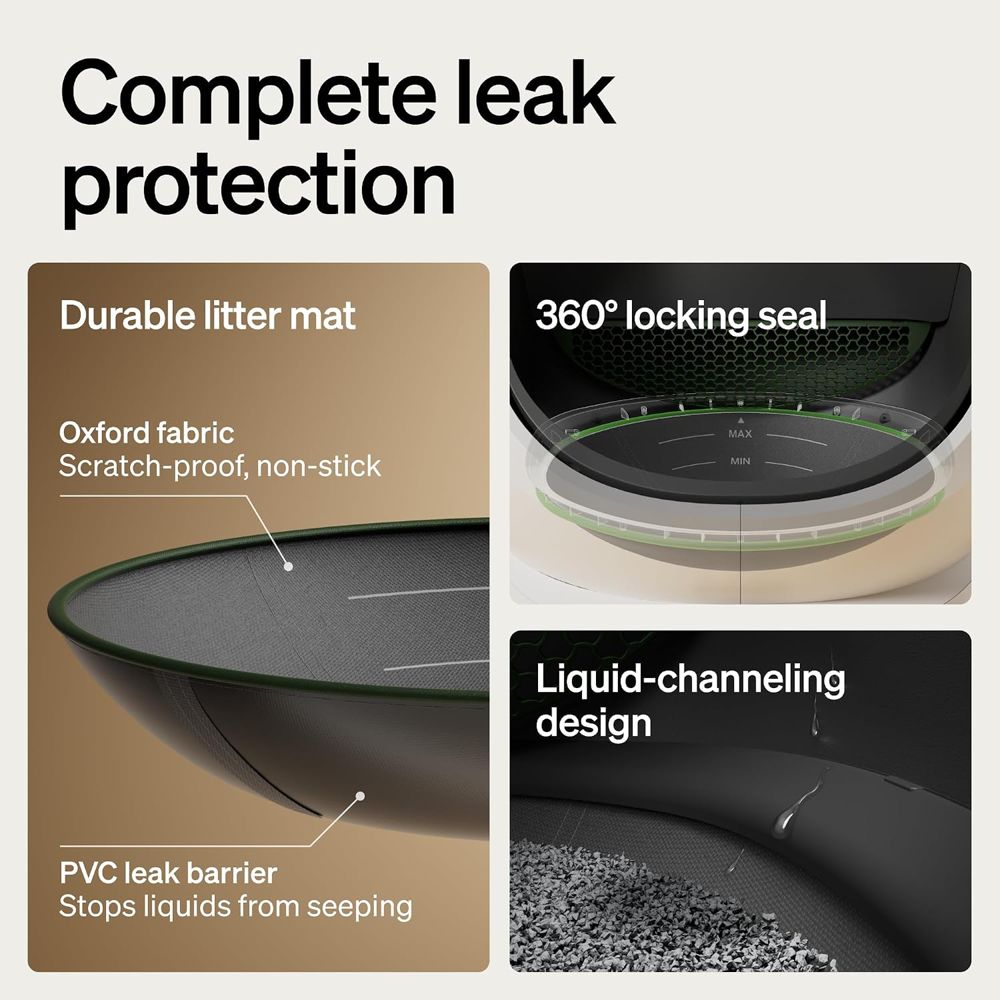 Complete leak
protection
Durable litter mat
Oxford fabric
Scratch-proof, non-stick
PVC leak barrier
Stops liquids from seeping
360° locking seal
MAX
MIN
Liquid-channeling
design